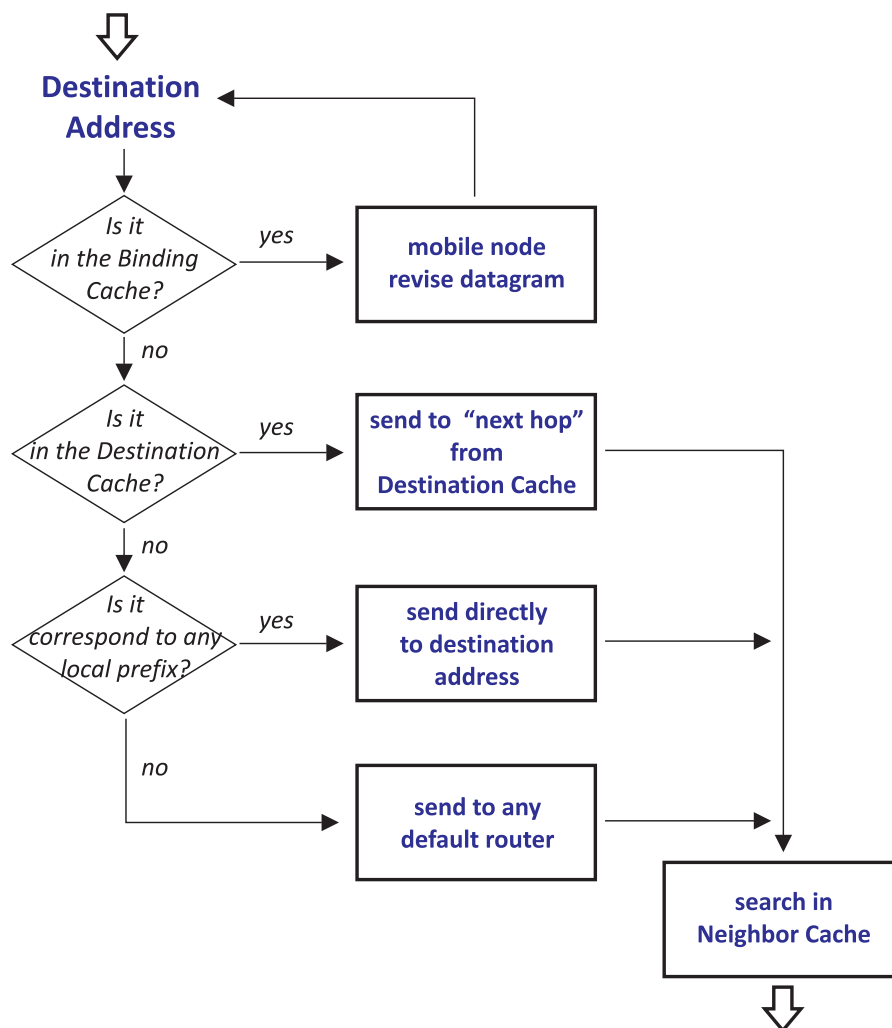 Destination
Address
Is it
in the Binding
Cache?
yes
mobile node
revise datagram
no
Is it
in the Destination
Cache?
yes
send to “next hop”
from
Destination Cache
no
Is it
correspond to any
local prefix?
yes
send directly
to destination
address
no
send to any
default router
search in
Neighbor Cache